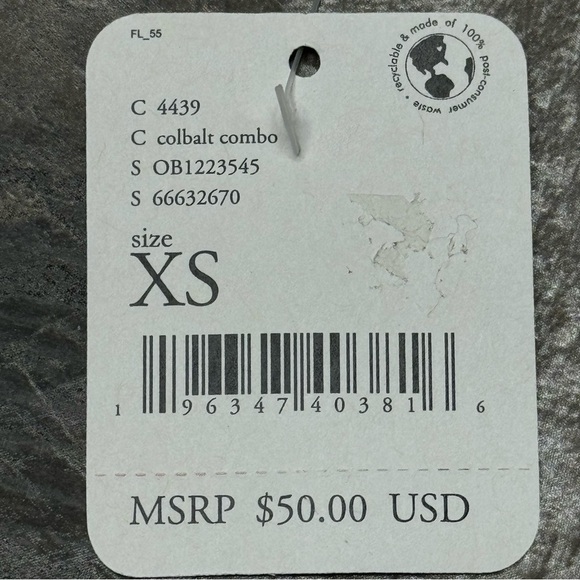 FL_55
recyclable & made of 100% post-consumer waste •
C 4439
C colbalt combo
S OB1223545
S 66632670
size
XS
1 96347 40381 6
MSRP $50.00 USD